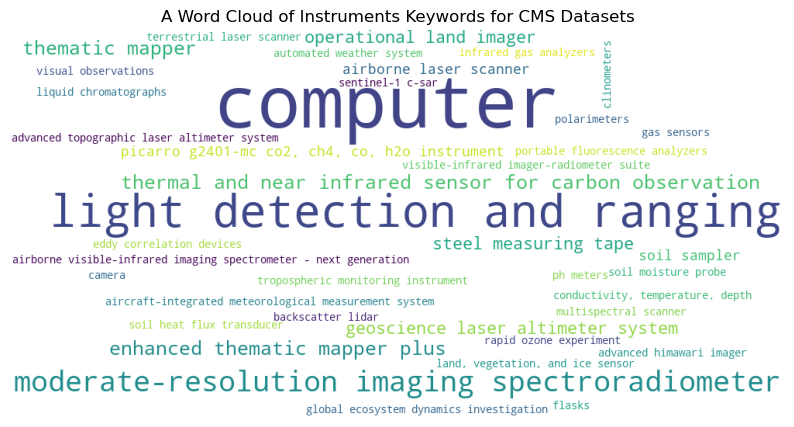 A Word Cloud of Instruments Keywords for CMS Datasets
terrestrial laser scanner
operational land imager
thematic mapper
automated weather system
infrared gas analyzers
visual observations
airborne laser scanner
clinometers
sentinel-1 c-sar
liquid chromatographs
computer
polarimeters
gas sensors
advanced topographic laser altimeter system
picarro g2401-mc co2, ch4, co, h2o instrument
portable fluorescence analyzers
visible-infrared imager-radiometer suite
thermal and near infrared sensor for carbon observation
light detection and ranging
eddy correlation devices
steel measuring tape
soil sampler
airborne visible-infrared imaging spectrometer - next generation
camera
tropospheric monitoring instrument
ph meters
soil moisture probe
aircraft-integrated meteorological measurement system
conductivity, temperature, depth
backscatter lidar
multispectral scanner
soil heat flux transducer
geoscience laser altimeter system
rapid ozone experiment
enhanced thematic mapper plus
advanced himawari imager
land, vegetation, and ice sensor
moderate-resolution imaging spectroradiometer
global ecosystem dynamics investigation
flasks